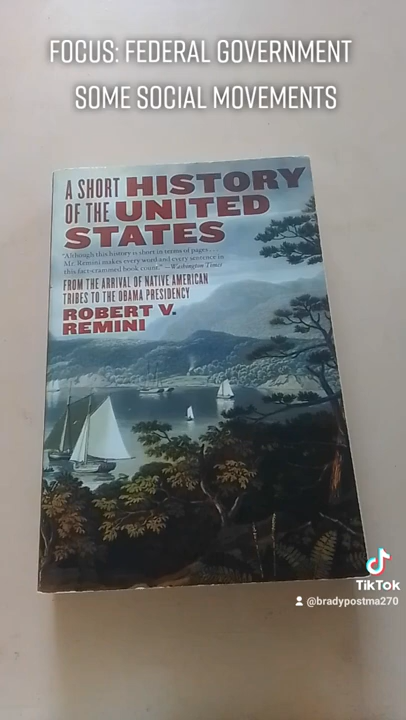 FOCUS: FEDERAL GOVERNMENT
SOME SOCIAL MOVEMENTS
A SHORT HISTORY
OF THE UNITED
STATES
"Although this history is short in terms of pages . . .
Mr. Remini makes every word and every sentence in
this fact-crammed book count." —Washington Times
FROM THE ARRIVAL OF NATIVE AMERICAN
TRIBES TO THE OBAMA PRESIDENCY
ROBERT V.
REMINI
TikTok
@bradypostma270